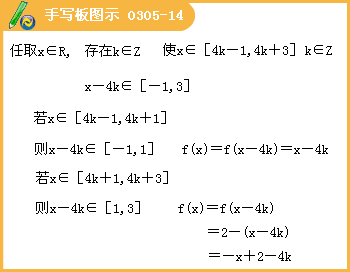 手写板图示 0305-14
任取x∈R, 存在k∈Z 使x∈［4k－1,4k＋3］k∈Z
x－4k∈［－1,3］
若x∈［4k－1,4k＋1］
则x－4k∈［－1,1］ f(x)＝f(x－4k)＝x－4k
若x∈［4k＋1,4k＋3］
则x－4k∈［1,3］ f(x)＝f(x－4k)
＝2－(x－4k)
＝－x＋2－4k